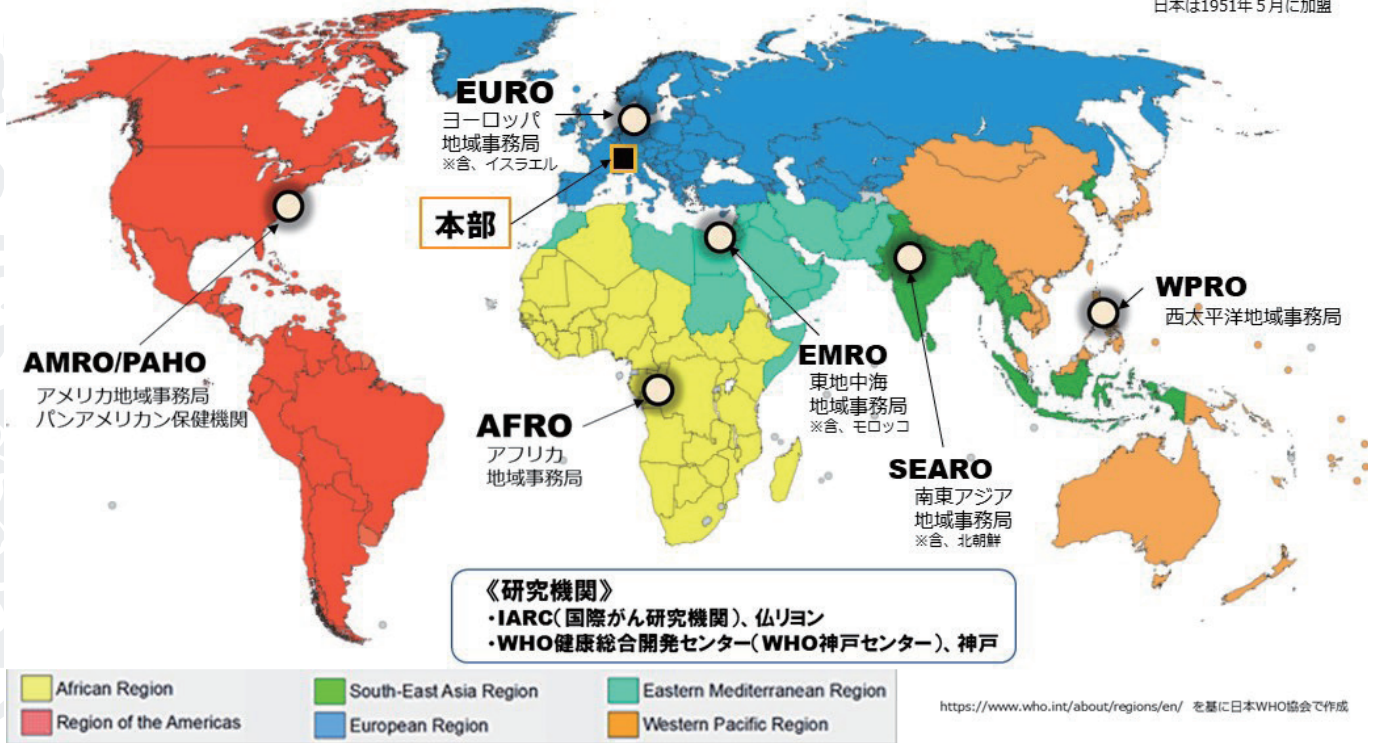 日本は1951年5月に加盟
EURO
ヨーロッパ
地域事務局
※含、イスラエル
本部
AMRO/PAHO
アメリカ地域事務局
パンアメリカン保健機関
AFRO
アフリカ
地域事務局
EMRO
東地中海
地域事務局
※含、モロッコ
SEARO
南東アジア
地域事務局
※含、北朝鮮
WPRO
西太平洋地域事務局
《研究機関》
・IARC(国際がん研究機関)、仏リヨン
・WHO健康総合開発センター(WHO神戸センター)、神戸
African Region
South-East Asia Region
Eastern Mediterranean Region
Region of the Americas
European Region
Western Pacific Region
https://www.who.int/about/regions/en/ を基に日本WHO協会で作成